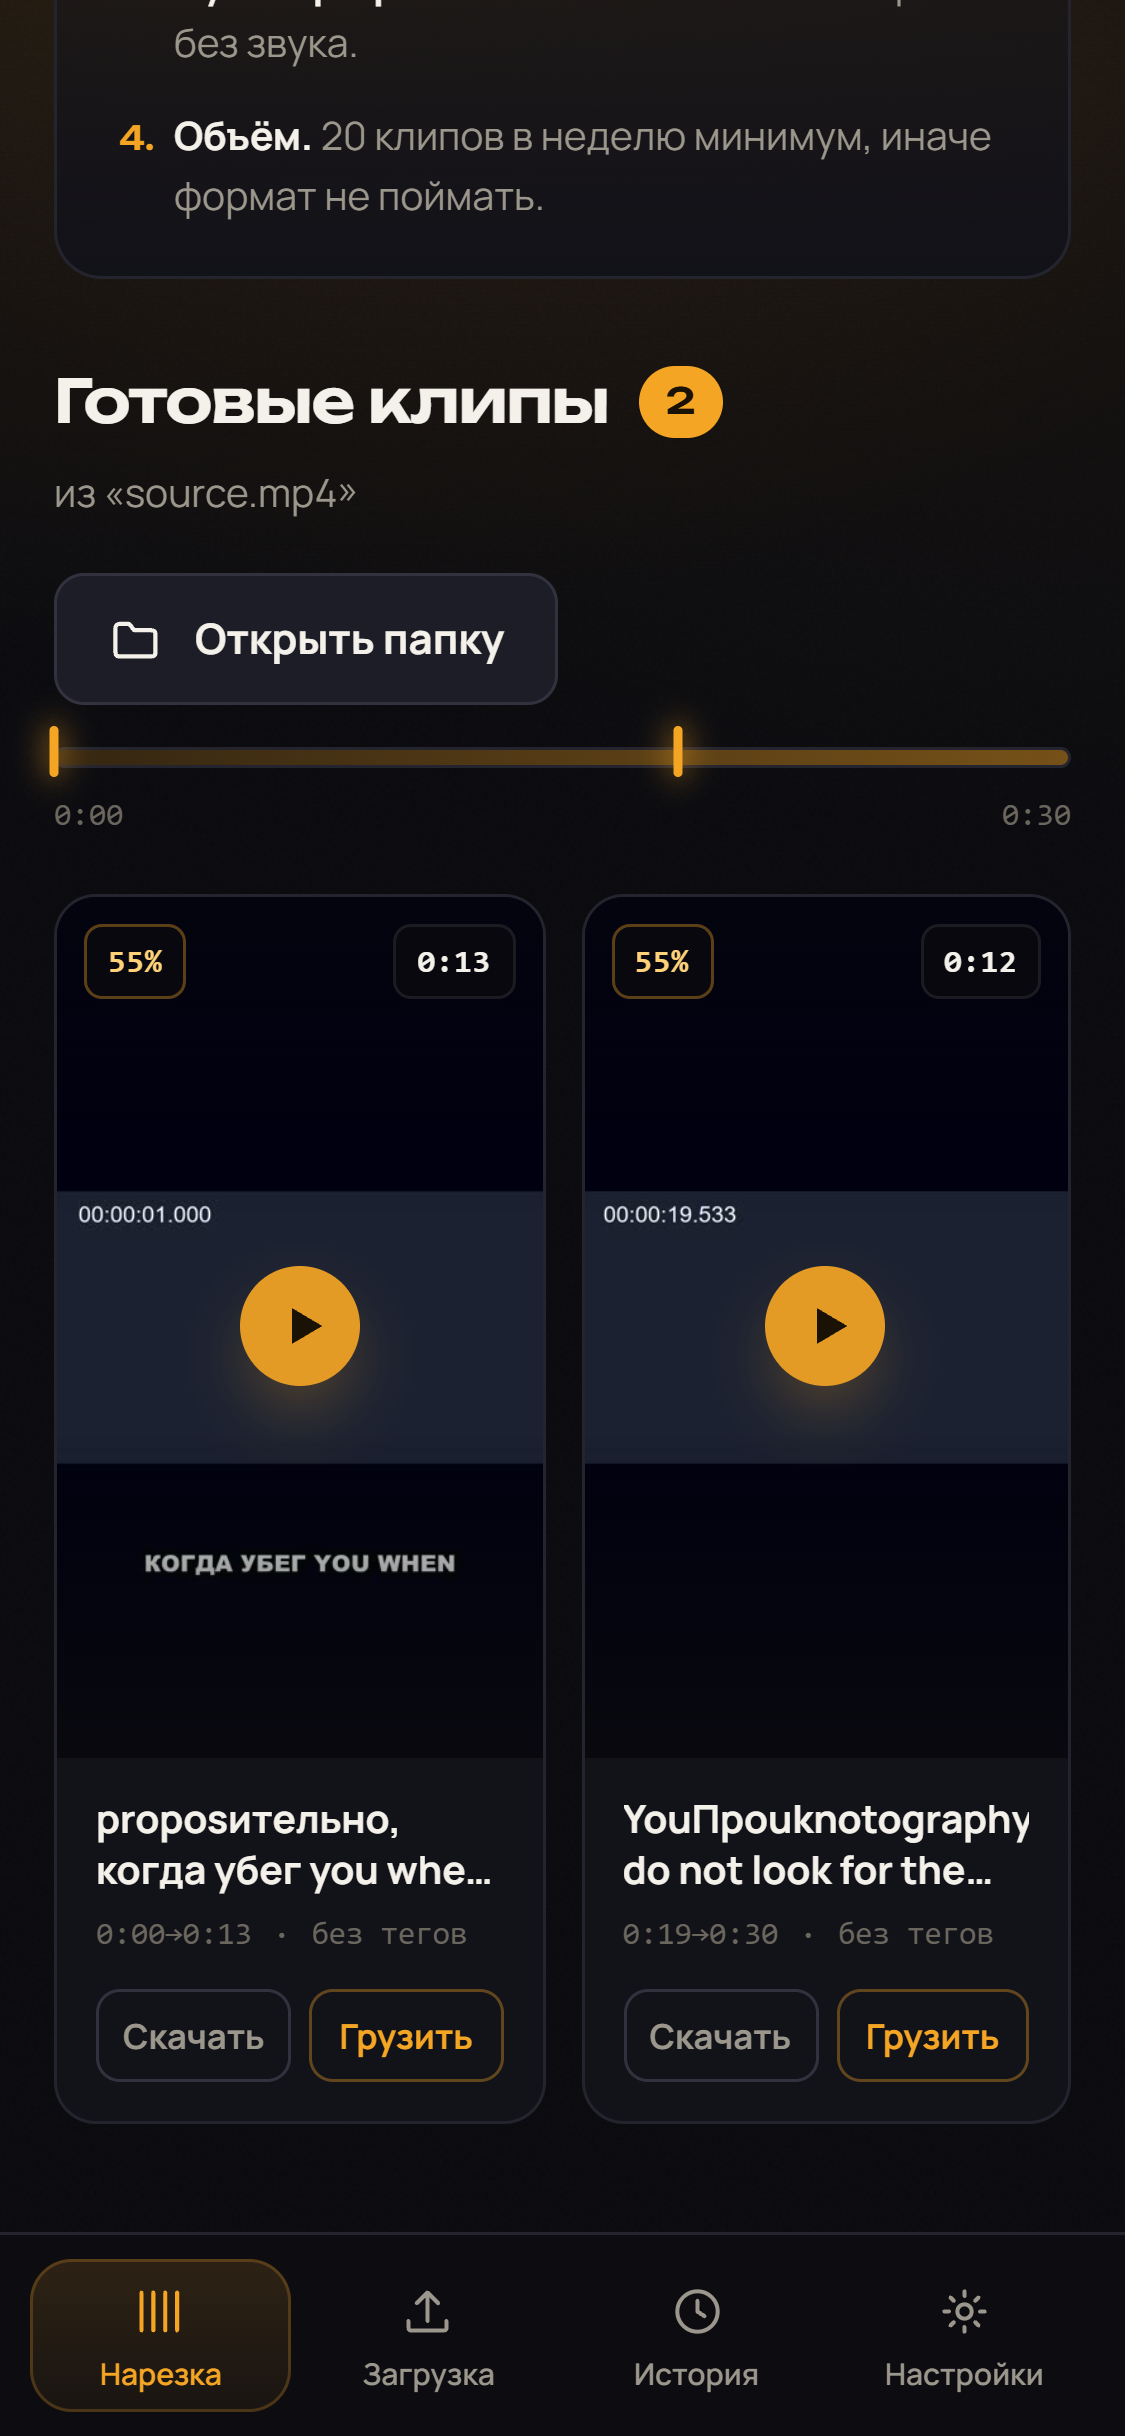 без звука.
4. Объём. 20 клипов в неделю минимум, иначе
формат не поймать.
Готовые клипы 2
из «source.mp4»
Открыть папку
0:00 0:30
55% 0:13
55% 0:12
00:00:01.000
00:00:19.533
КОГДА УБЕГ YOU WHEN
proposительно,
когда убег you whe...
0:00→0:13 · без тегов
Скачать Грузить
YouПрouknotography
do not look for the...
0:19→0:30 · без тегов
Скачать Грузить
Нарезка Загрузка История Настройки